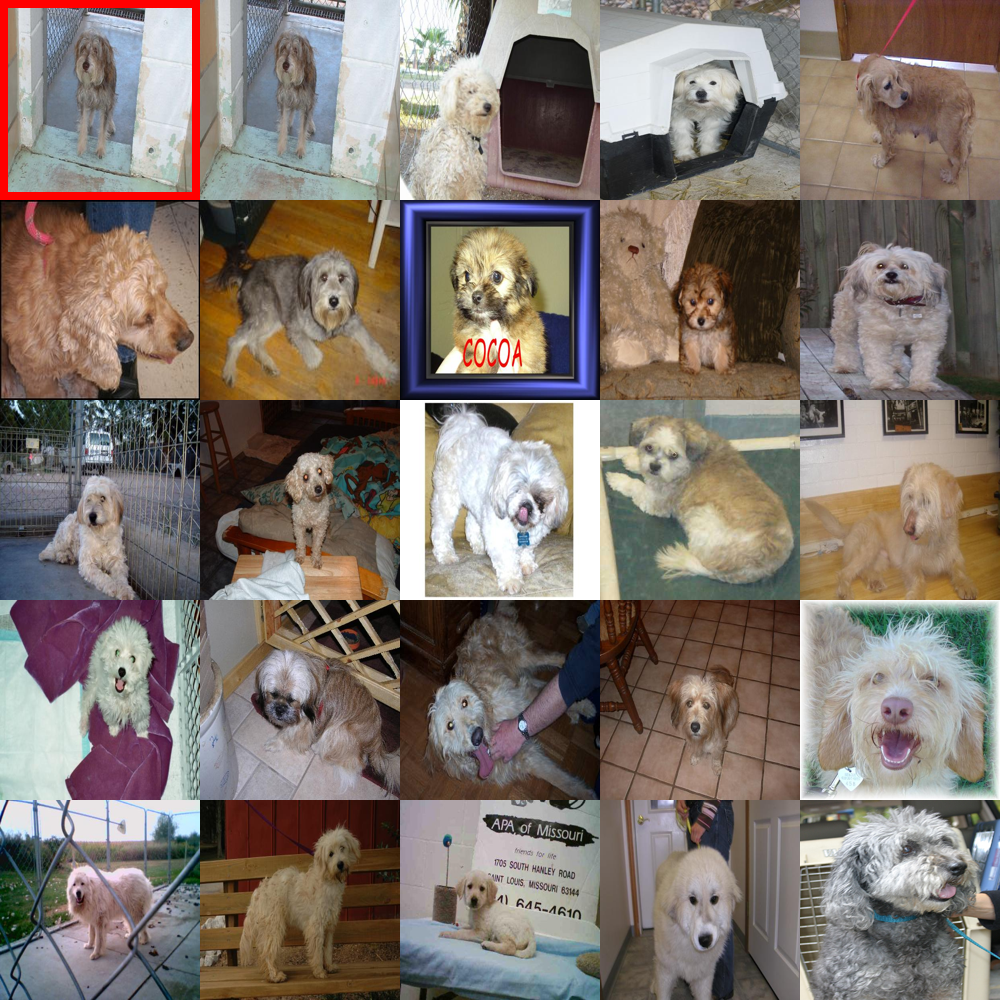 COCOA
APA of Missouri
friends for life
1705 SOUTH HANLEY ROAD
SAINT LOUIS, MISSOURI 63144
645-4610